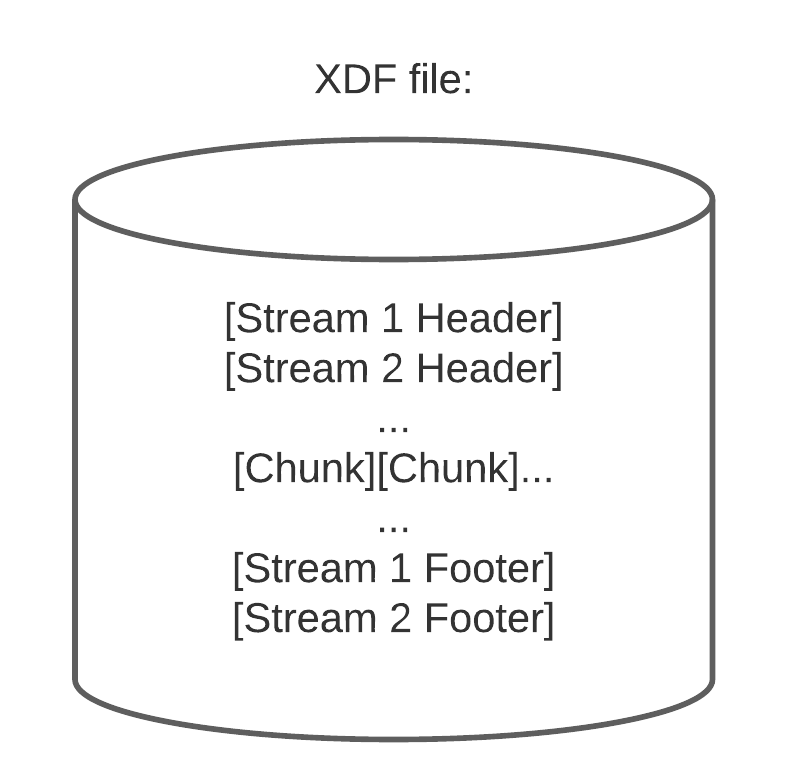 XDF file:
[Stream 1 Header]
[Stream 2 Header]
...
[Chunk][Chunk]...
...
[Stream 1 Footer]
[Stream 2 Footer]